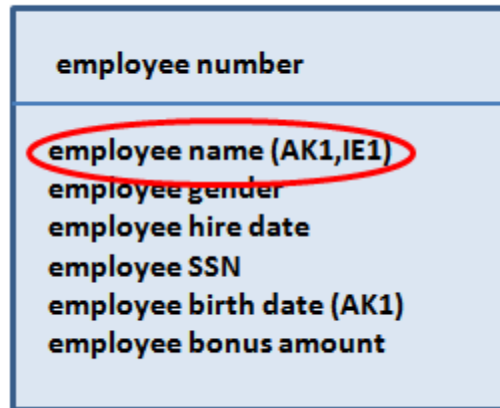 employee number
employee name (AK1,IE1)
employee gender
employee hire date
employee SSN
employee birth date (AK1)
employee bonus amount